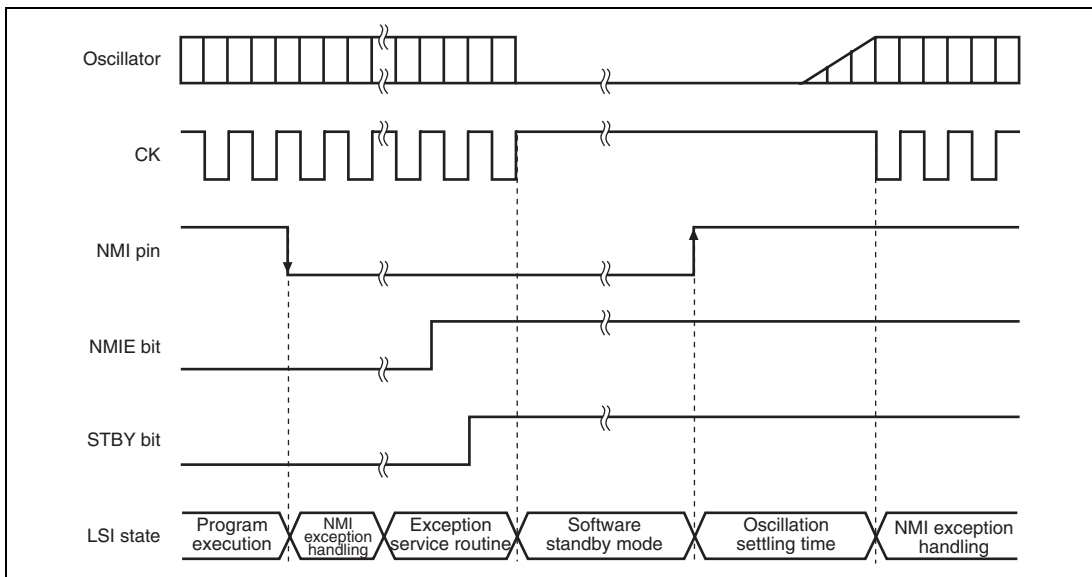 Oscillator
CK
NMI pin
NMIE bit
STBY bit
LSI state
Program
execution
NMI
exception
handling
Exception
service routine
Software
standby mode
Oscillation
settling time
NMI exception
handling